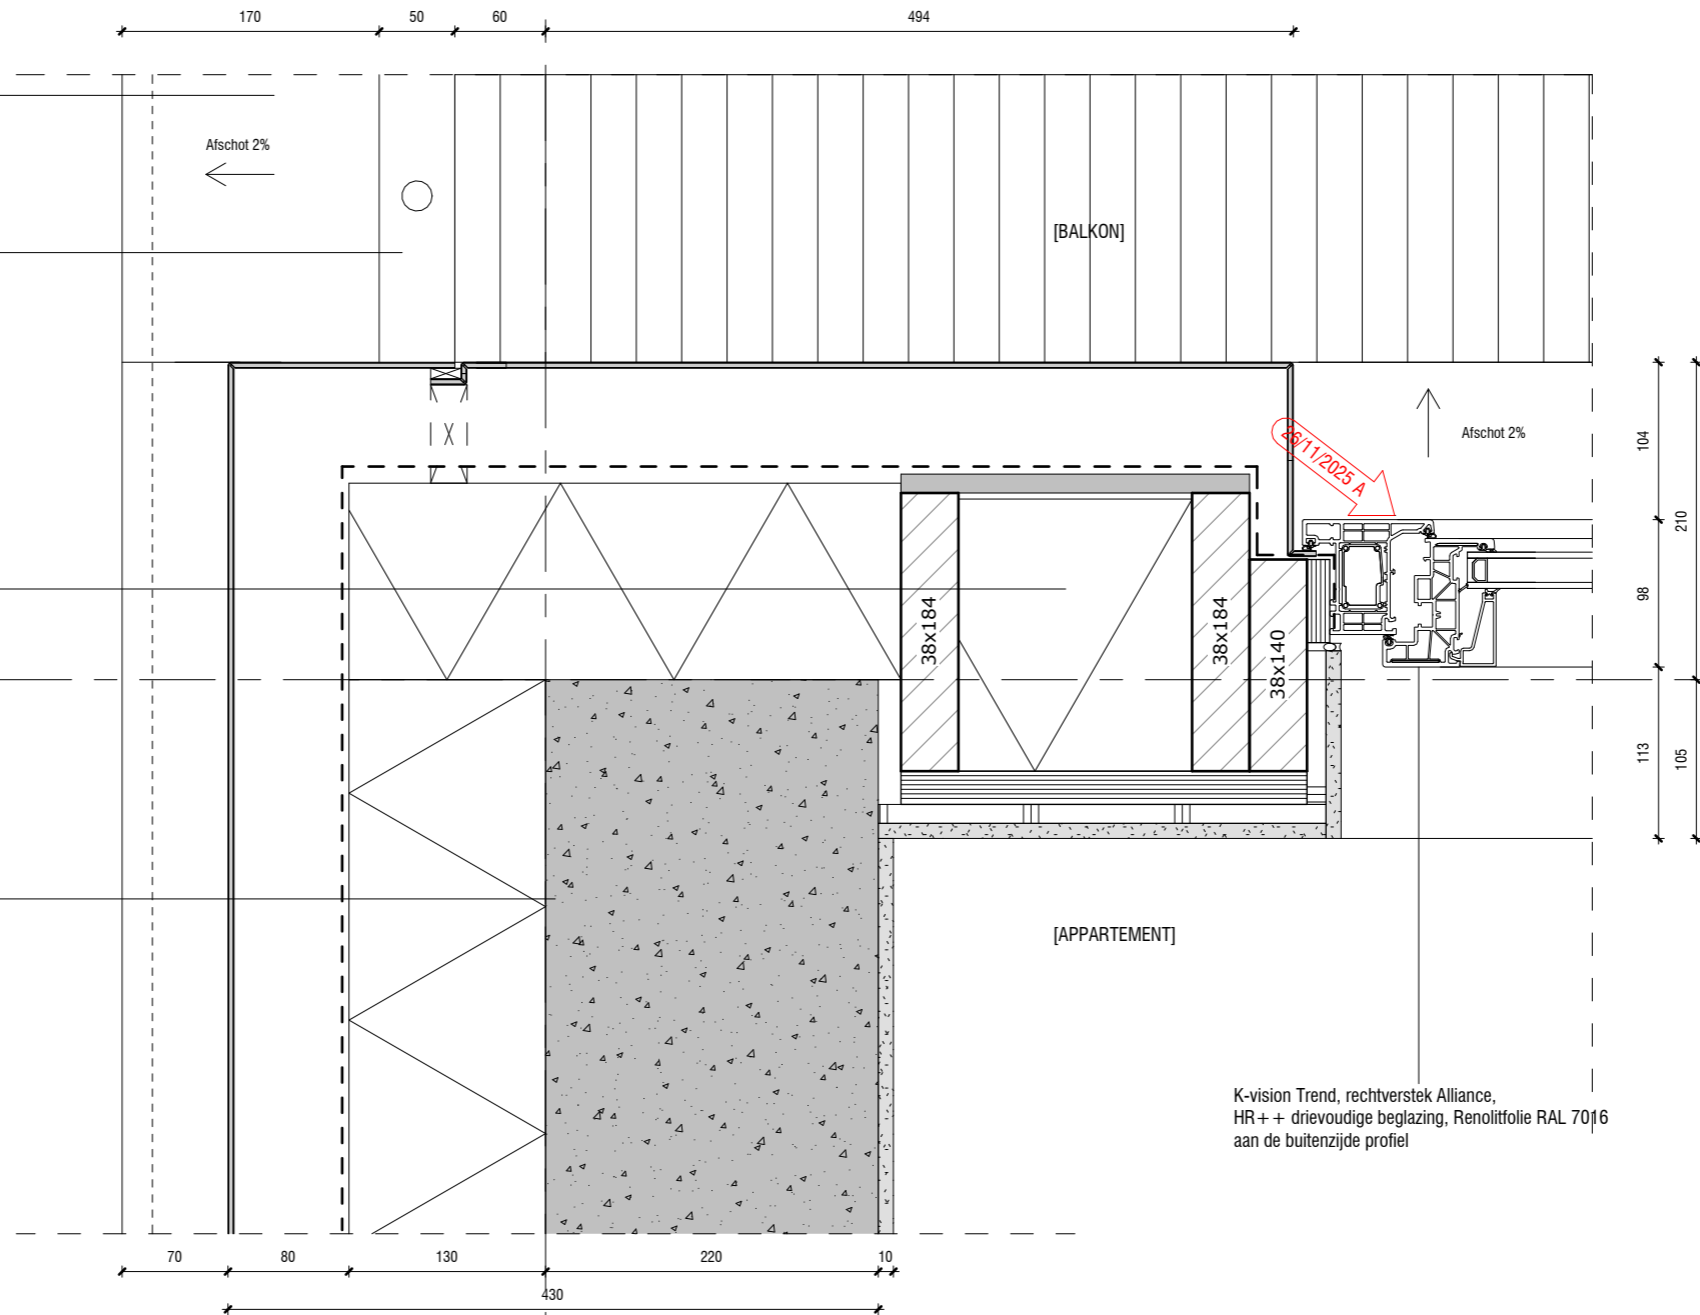 170
50
60
494
Afschot 2%
[BALKON]
Afschot 2%
26/11/2025 A
104
210
98
113
105
38x184
38x184
38x140
[APPARTEMENT]
K-vision Trend, rechtverstek Alliance,
HR++ drievoudige beglazing, Renolitfolie RAL 7016
aan de buitenzijde profiel
70
80
130
220
10
430